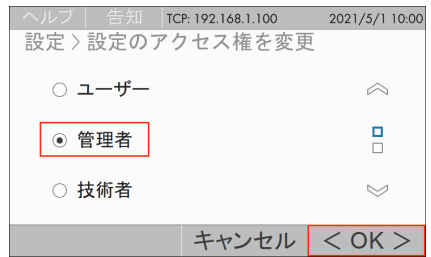 ヘルプ 告知 TCP: 192.168.1.100 2021/5/1 10:00
設定 > 設定のアクセス権を変更
ユーザー
管理者
技術者
キャンセル < OK >